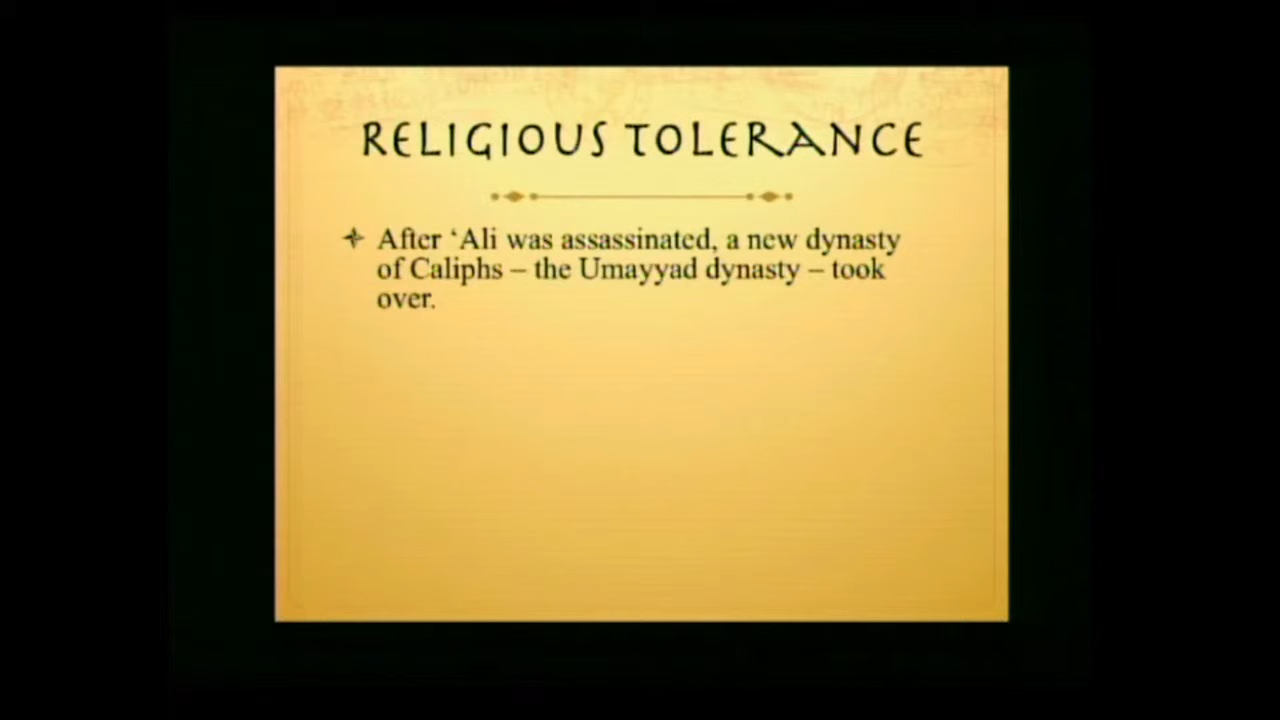 RELIGIOUS TOLERANCE
After ‘Ali was assassinated, a new dynasty
of Caliphs – the Umayyad dynasty – took
over.